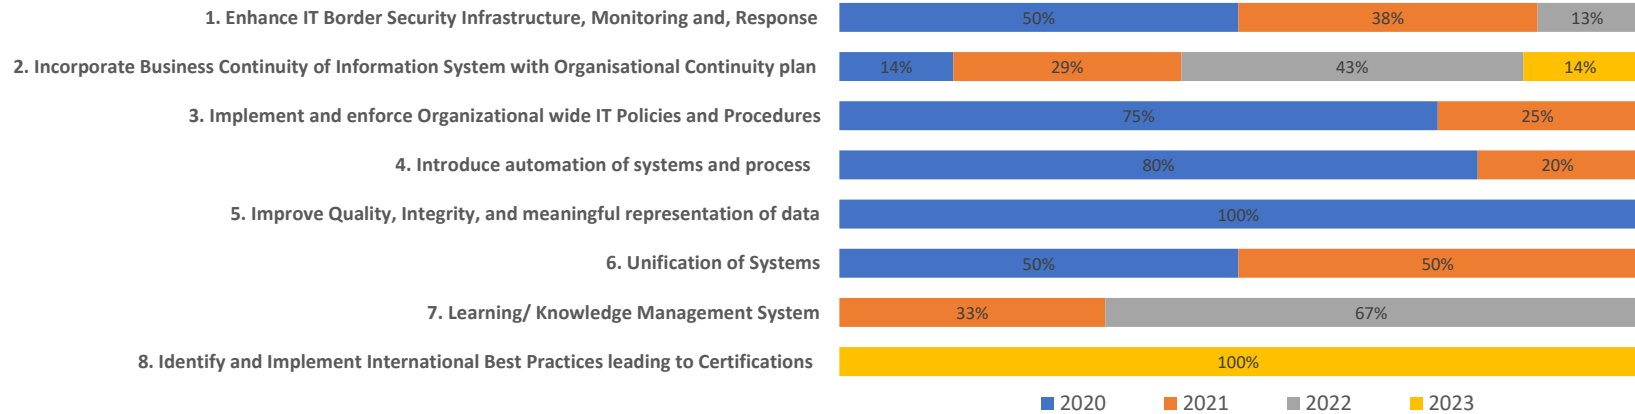 1. Enhance IT Border Security Infrastructure, Monitoring and, Response 50% 38% 13%
2. Incorporate Business Continuity of Information System with Organisational Continuity plan 14% 29% 43% 14%
3. Implement and enforce Organizational wide IT Policies and Procedures 75% 25%
4. Introduce automation of systems and process 80% 20%
5. Improve Quality, Integrity, and meaningful representation of data 100%
6. Unification of Systems 50% 50%
7. Learning/ Knowledge Management System 33% 67%
8. Identify and Implement International Best Practices leading to Certifications 100%
2020 2021 2022 2023